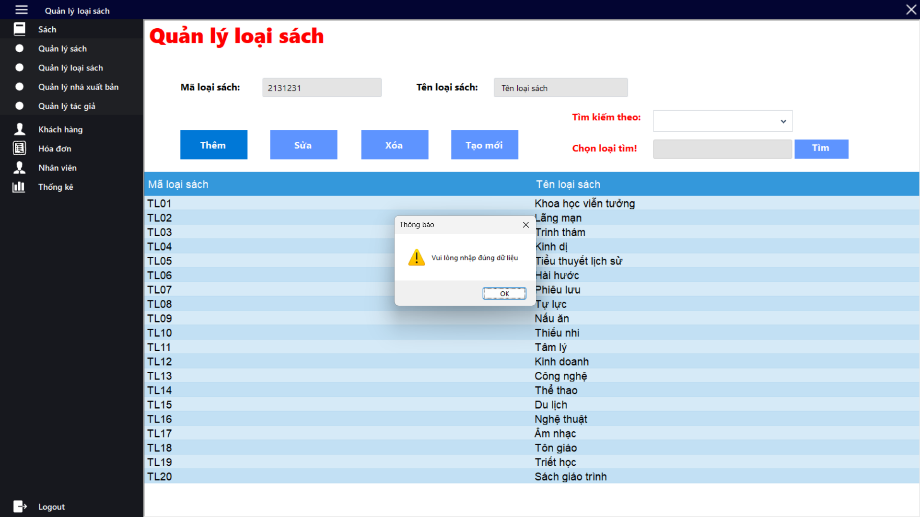 Quản lý loại sách
Sách
Quản lý sách
Quản lý loại sách
Quản lý nhà xuất bản
Quản lý tác giả
Khách hàng
Hóa đơn
Nhân viên
Thống kê
Logout
Quản lý loại sách
Mã loại sách: 2131231 Tên loại sách: Tên loại sách
Tìm kiếm theo:
Thêm Sửa Xóa Tạo mới Chọn loại tìm! Tìm
Mã loại sách Tên loại sách
TL01 Khoa học viễn tưởng
TL02 Lãng mạn
TL03 Trinh thám
TL04 Kinh dị
TL05 Tiểu thuyết lịch sử
TL06 Hài hước
TL07 Phiêu lưu
TL08 Tự lực
TL09 Nấu ăn
TL10 Thiếu nhi
TL11 Tâm lý
TL12 Kinh doanh
TL13 Công nghệ
TL14 Thể thao
TL15 Du lịch
TL16 Nghệ thuật
TL17 Âm nhạc
TL18 Tôn giáo
TL19 Triết học
TL20 Sách giáo trình
Thông báo
Vui lòng nhập đúng dữ liệu
OK